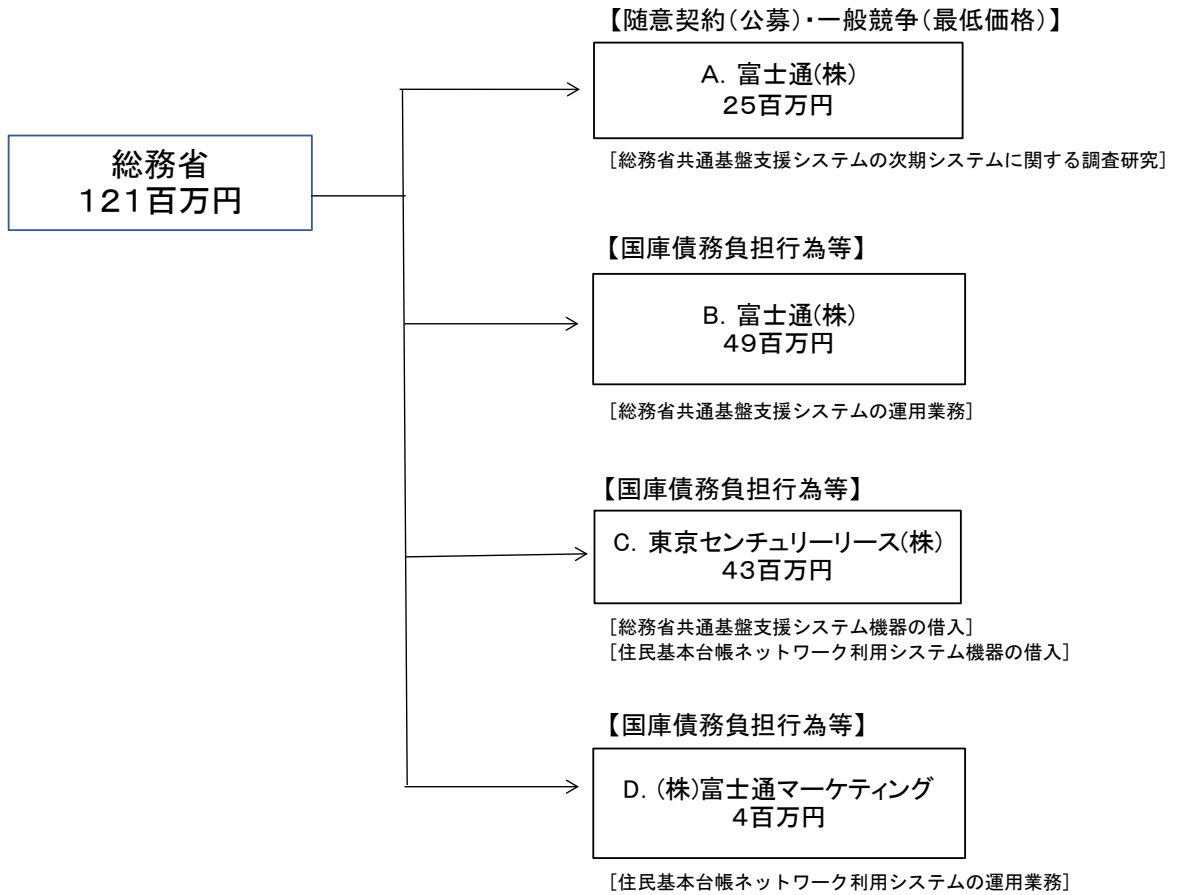 【随意契約(公募)・一般競争(最低価格)】
A. 富士通(株)
25百万円
[総務省共通基盤支援システムの次期システムに関する調査研究]
総務省
121百万円
【国庫債務負担行為等】
B. 富士通(株)
49百万円
[総務省共通基盤支援システムの運用業務]
【国庫債務負担行為等】
C. 東京センチュリーリース(株)
43百万円
[総務省共通基盤支援システム機器の借入]
[住民基本台帳ネットワーク利用システム機器の借入]
【国庫債務負担行為等】
D. (株)富士通マーケティング
4百万円
[住民基本台帳ネットワーク利用システムの運用業務]